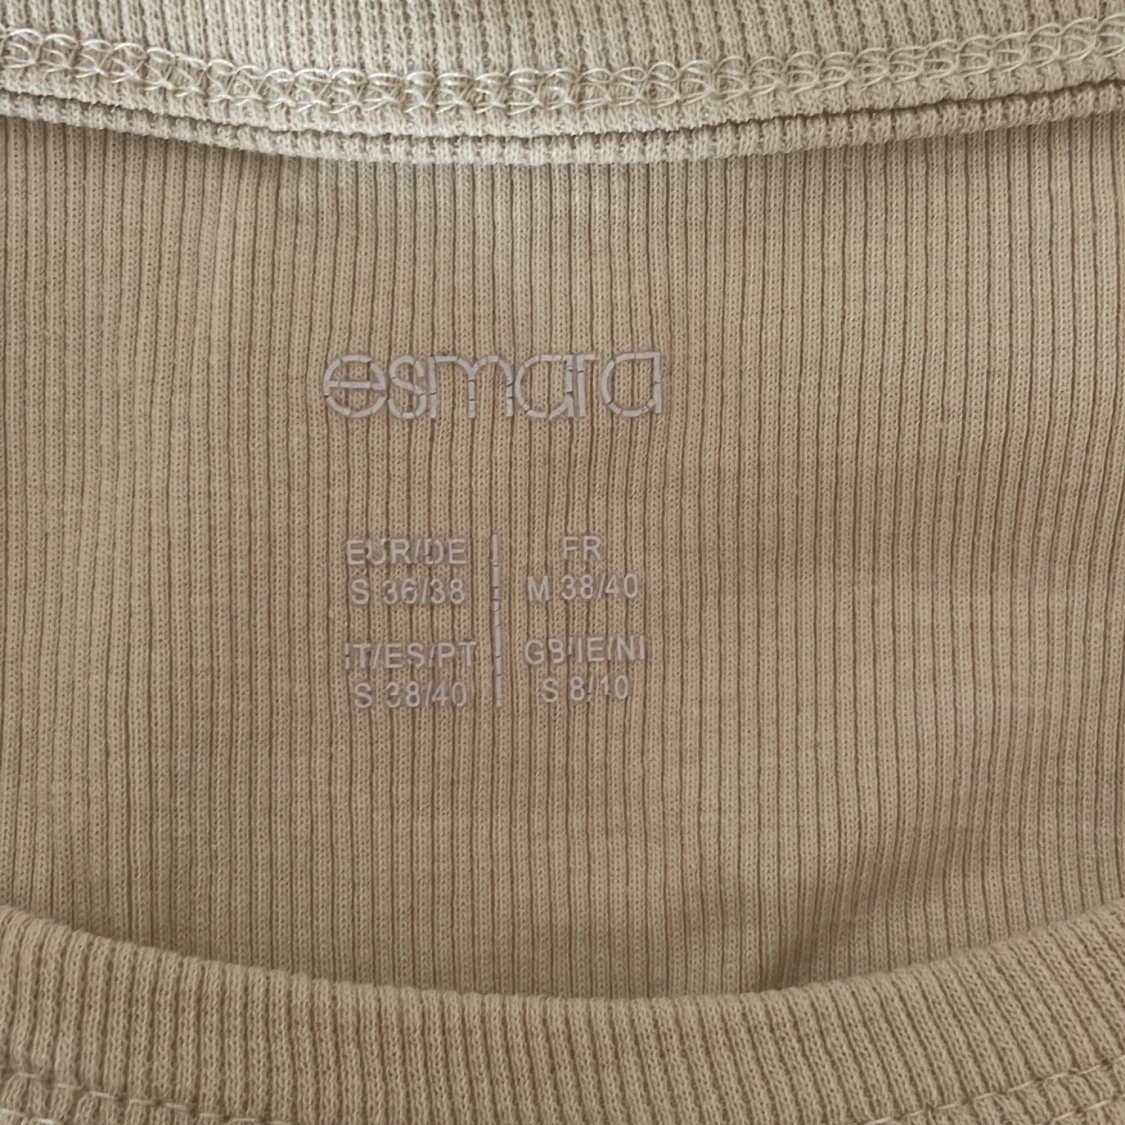 esmara
EUR/DE
S 36/38
FR
M 38/40
IT/ES/PT
S 38/40
GB/IE/NI
S 8/10